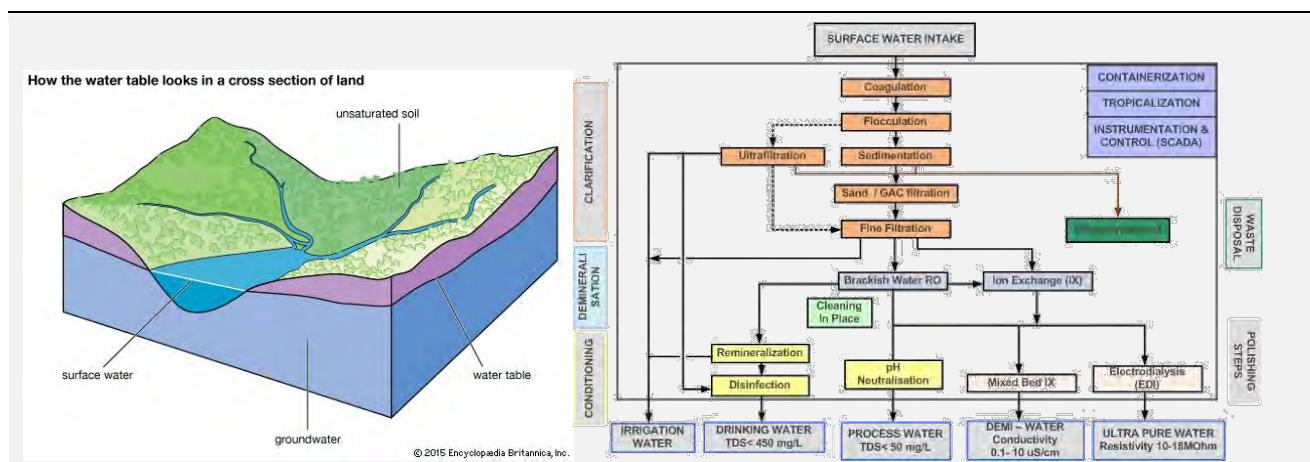 How the water table looks in a cross section of land
unsaturated soil
surface water
water table
groundwater
© 2015 Encyclopædia Britannica, Inc.
SURFACE WATER INTAKE
CONTAINERIZATION
TROPICALIZATION
INSTRUMENTATION &
CONTROL (SCADA)
CLARIFICATION
Coagulation
Flocculation
Ultrafiltration
Sedimentation
Sand / GAC filtration
Fine Filtration
WASTE
DISPOSAL
DEMINERALI
SATION
Brackish Water RO
Ion Exchange (IX)
Cleaning
In Place
CONDITIONING
POLISHING
STEPS
Remineralization
Disinfection
pH
Neutralisation
Mixed Bed IX
Electrodialysis
(EDI)
IRRIGATION
WATER
DRINKING WATER
TDS< 450 mg/L
PROCESS WATER
TDS< 50 mg/L
DEMI – WATER
Conductivity
0.1- 10 uS/cm
ULTRA PURE WATER
Resistivity 10-18MOhm